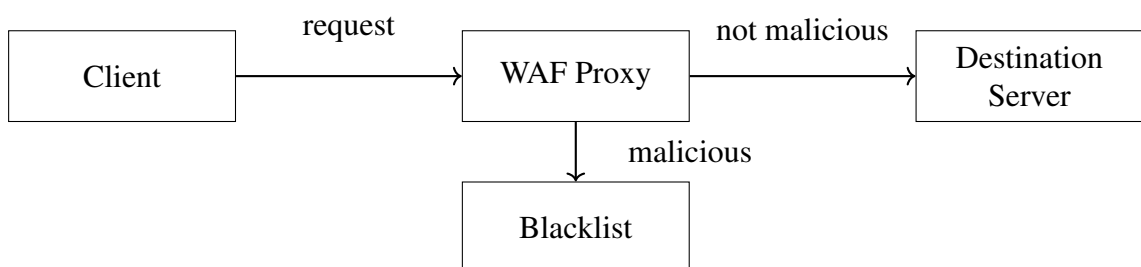 request
not malicious
Client
WAF Proxy
Destination
Server
malicious
Blacklist